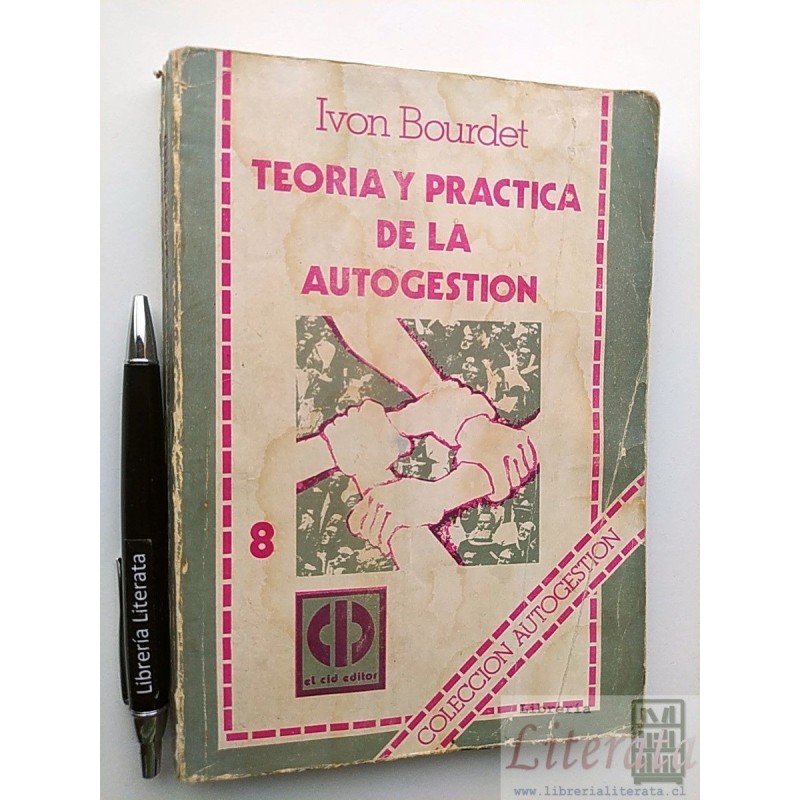 Ivon Bourdet
TEORIA Y PRACTICA
DE LA
AUTOGESTION
8
el cid editor
COLECCION AUTOGESTION
Librería Literata
Librería
Literata
www.librerialiterata.cl